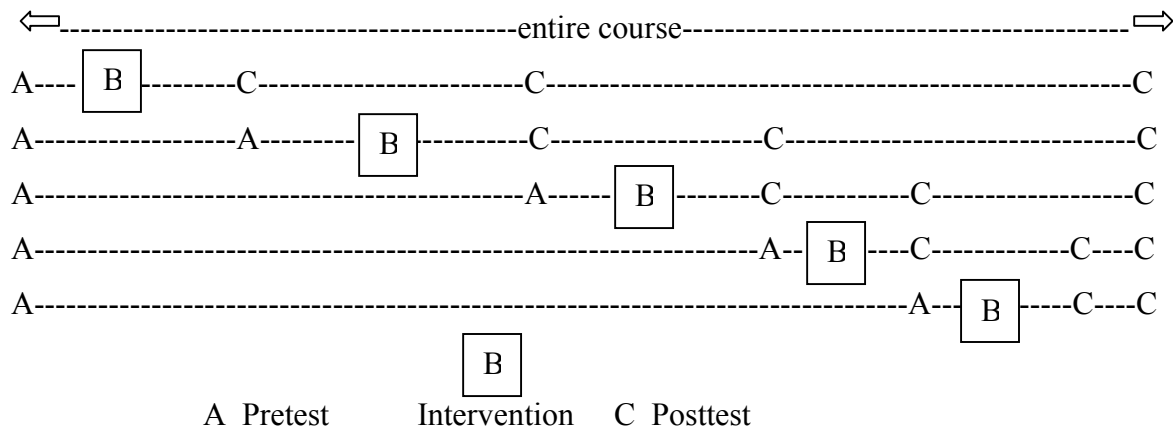 entire course
A B C C C
A A B C C C
A A B C C C
A A B C C C
A A B C C
B
A Pretest Intervention C Posttest